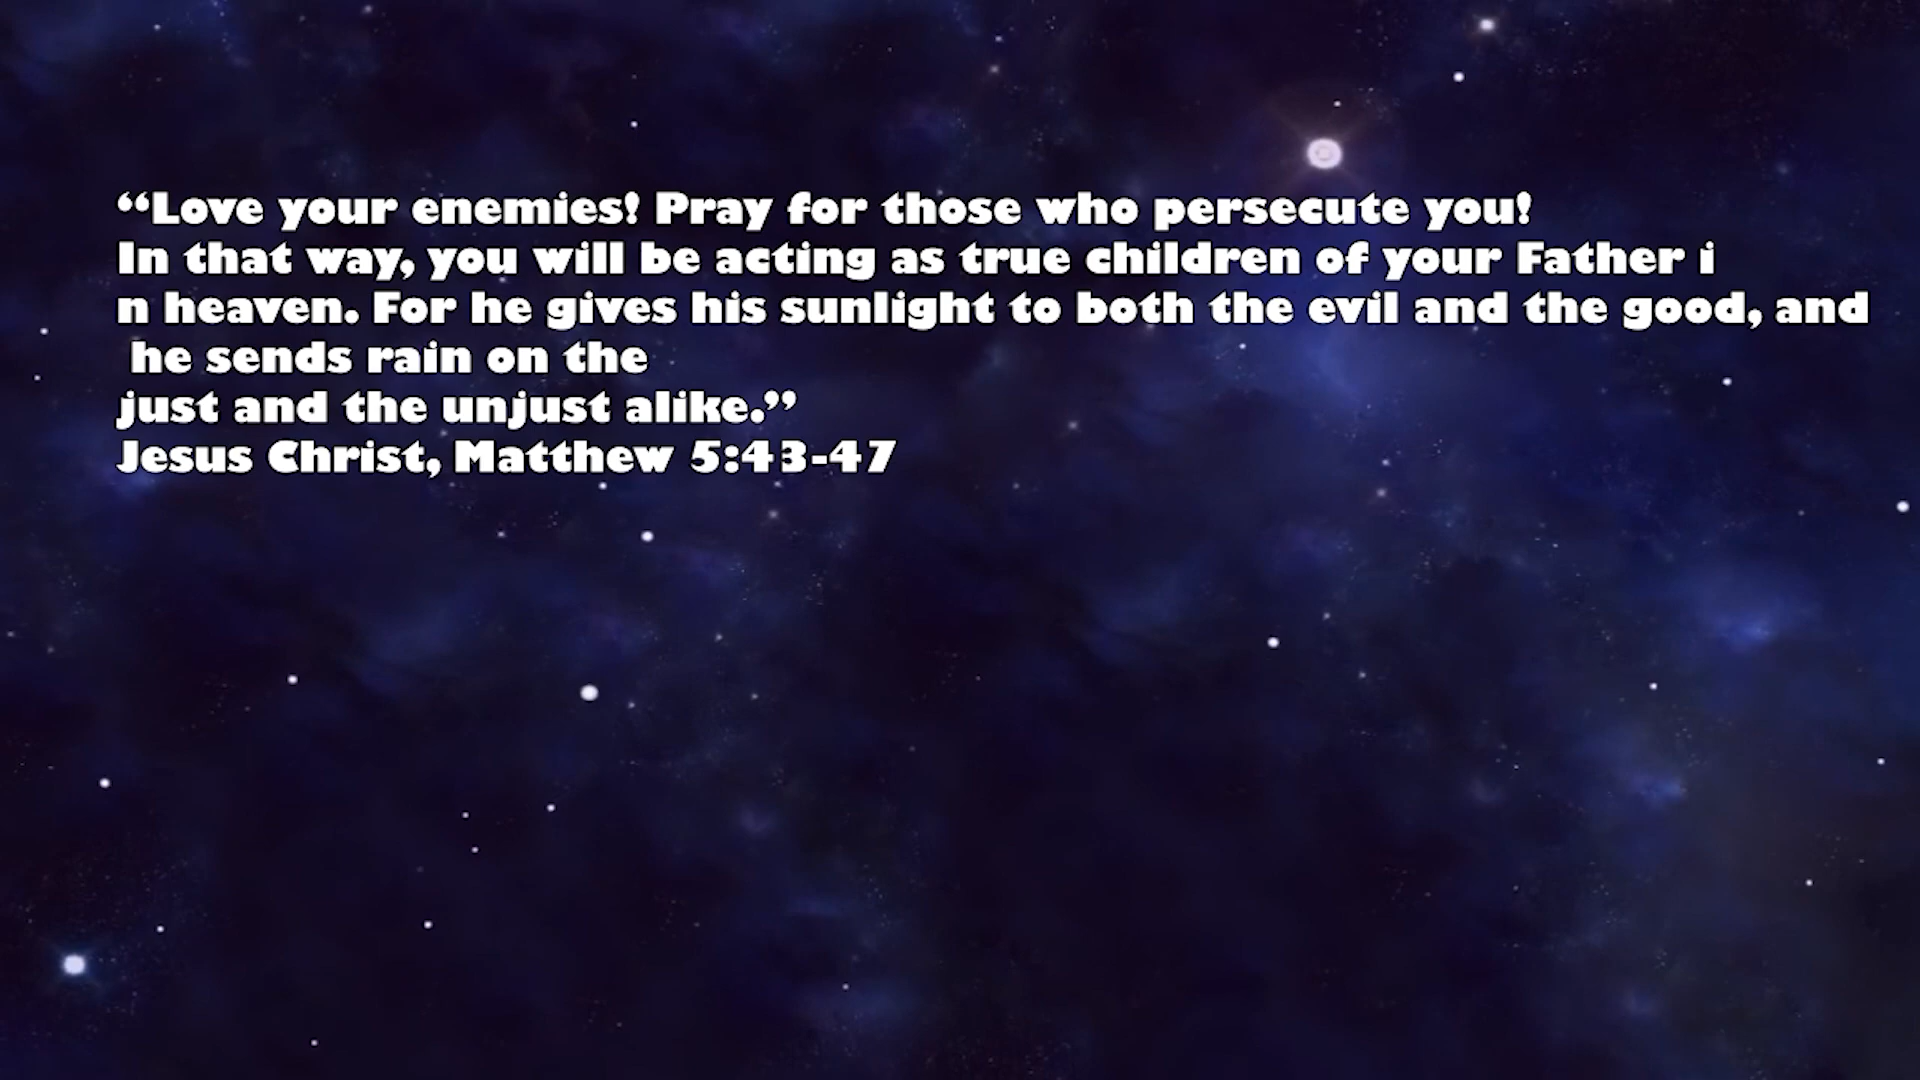 “Love your enemies! Pray for those who persecute you!
In that way, you will be acting as true children of your Father i
n heaven. For he gives his sunlight to both the evil and the good, and
he sends rain on the
just and the unjust alike.”
Jesus Christ, Matthew 5:43-47